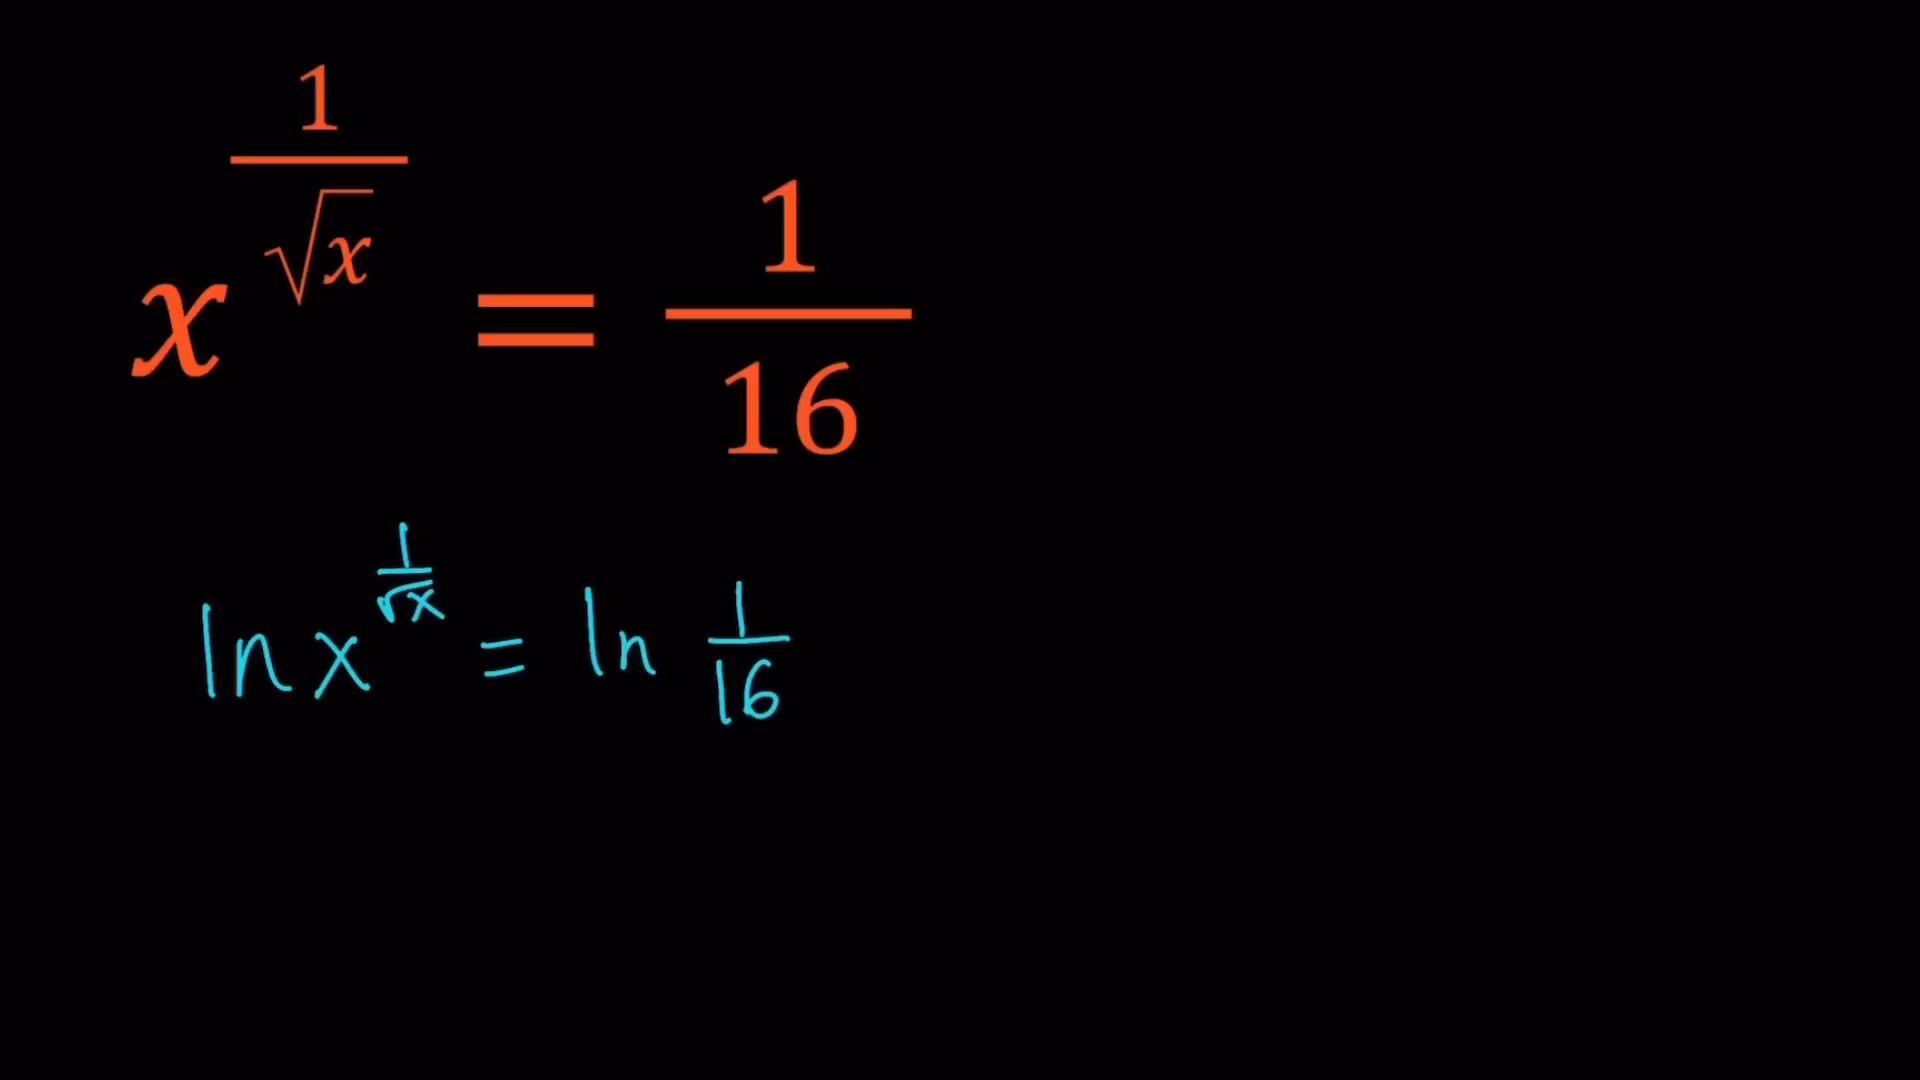 x^(1/√x) = 1/16
ln x^(1/√x) = ln 1/16